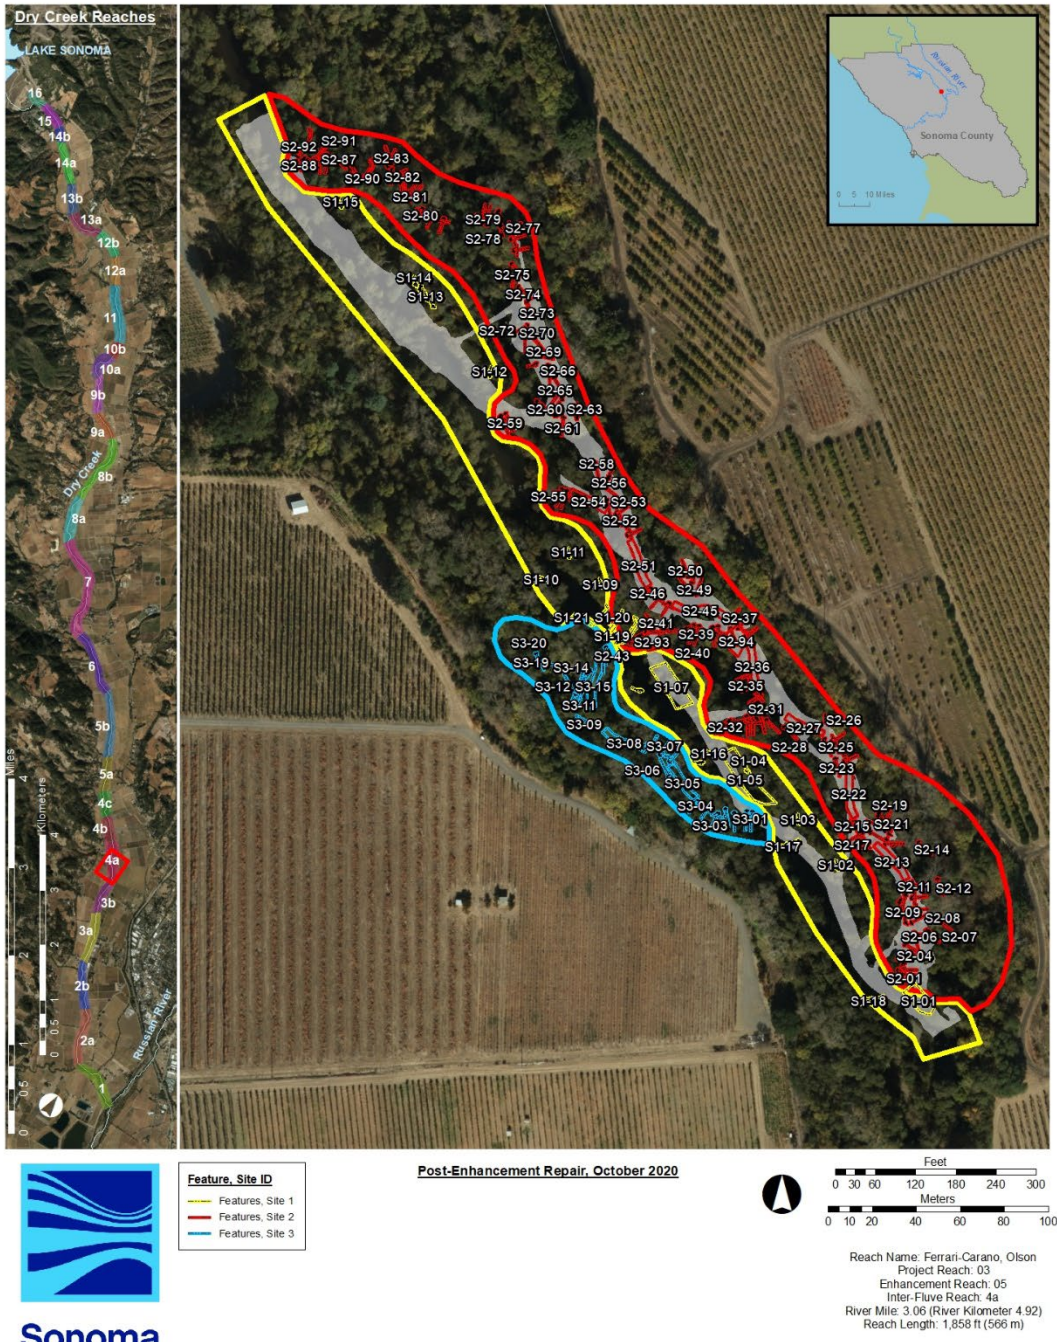 Dry Creek Reaches
LAKE SONOMA
16
15
14b
14a
13b
13a
12b
12a
11
10b
10a
9b
9a
8b
Dry Creek
8a
7
6
5b
5a
4c
4b
4a
3b
3a
2b
2a
1
Russian River
Miles
4
3
2
1
0.5
0
Kilometers
4
3
2
1
0.5
0
Russian River
Sonoma County
0 5 10 Miles
S2-92
S2-91
S2-88
S2-87
S2-83
S2-90
S2-82
S1-15
S2-81
S2-80
S2-79
S2-77
S2-78
S1-14
S1-13
S2-75
S2-74
S2-73
S2-72
S2-70
S2-69
S1-12
S2-66
S2-65
S2-60
S2-63
S2-59
S2-61
S2-58
S2-56
S2-55
S2-54
S2-53
S2-52
S1-11
S2-51
S2-50
S1-10
S1-09
S2-49
S2-46
S2-45
S1-21
S1-20
S2-41
S2-37
S3-20
S1-19
S2-93
S2-39
S2-94
S2-43
S2-40
S3-19
S3-14
S2-36
S3-12
S3-15
S1-07
S2-35
S3-11
S2-31
S3-09
S2-32
S2-27
S2-26
S3-08
S3-07
S1-16
S2-28
S2-25
S3-06
S1-04
S2-23
S3-05
S1-05
S2-22
S3-04
S2-19
S3-03
S3-01
S1-03
S2-15
S2-21
S1-17
S2-17
S2-14
S1-02
S2-13
S2-11
S2-12
S2-09
S2-08
S2-06
S2-07
S2-04
S2-01
S1-18
S1-01
Feature, Site ID
Features, Site 1
Features, Site 2
Features, Site 3
Post-Enhancement Repair, October 2020
Feet
0 30 60 120 180 240 300
Meters
0 10 20 40 60 80 100
Reach Name: Ferrari-Carano, Olson
Project Reach: 03
Enhancement Reach: 05
Inter-Fluve Reach: 4a
River Mile: 3.06 (River Kilometer 4.92)
Reach Length: 1,858 ft (566 m)
Sonoma